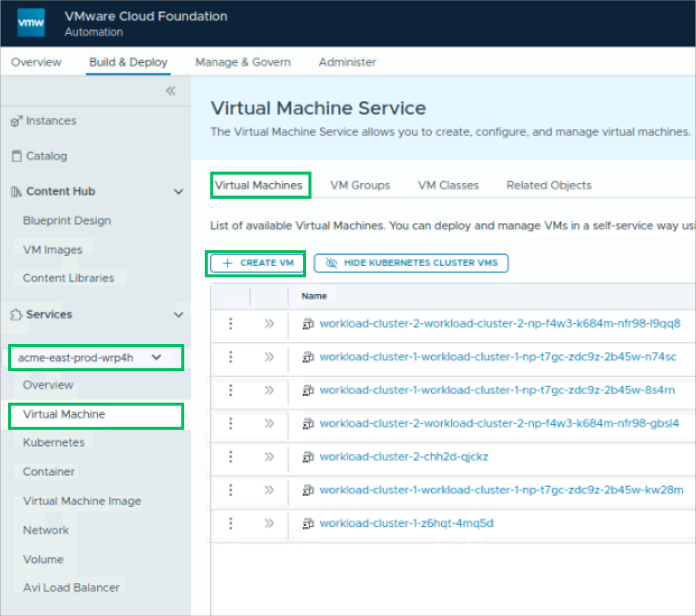 vmw
VMware Cloud Foundation
Automation
Overview
Build & Deploy
Manage & Govern
Administer
Instances
Catalog
Content Hub
Blueprint Design
VM Images
Content Libraries
Services
acme-east-prod-wrp4h
Overview
Virtual Machine
Kubernetes
Container
Virtual Machine Image
Network
Volume
Avi Load Balancer
Virtual Machine Service
The Virtual Machine Service allows you to create, configure, and manage virtual machines.
Virtual Machines
VM Groups
VM Classes
Related Objects
List of available Virtual Machines. You can deploy and manage VMs in a self-service way usi
+ CREATE VM
HIDE KUBERNETES CLUSTER VMS
Name
workload-cluster-2-workload-cluster-2-np-f4w3-k684m-nfr98-l9qq8
workload-cluster-1-workload-cluster-1-np-t7gc-zdc9z-2b45w-n74sc
workload-cluster-1-workload-cluster-1-np-t7gc-zdc9z-2b45w-8s4rn
workload-cluster-2-workload-cluster-2-np-f4w3-k684m-nfr98-gbsl4
workload-cluster-2-chh2d-qjckz
workload-cluster-1-workload-cluster-1-np-t7gc-zdc9z-2b45w-kw28m
workload-cluster-1-z6hqt-4mq5d